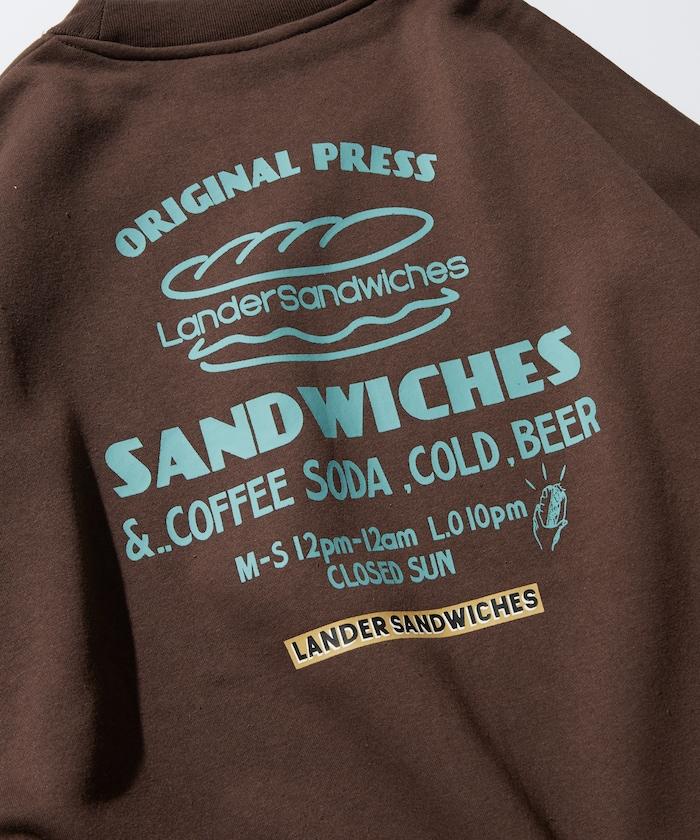 ORIGINAL PRESS
LanderSandwiches
SANDWICHES
&..COFFEE SODA ,COLD ,BEER
M-S 12pm-12am L.O 10pm
CLOSED SUN
LANDER SANDWICHES